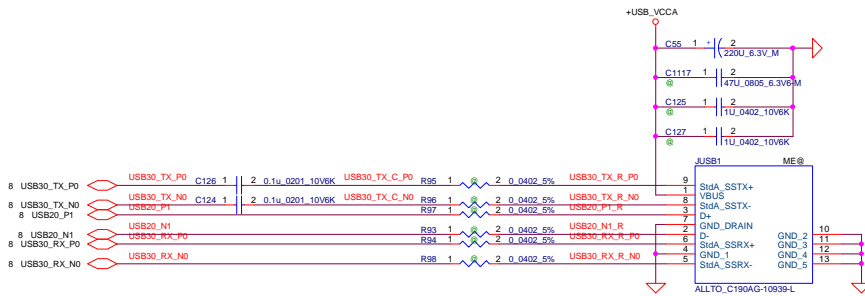 +USB_VCCA
C55 1 + 2
220U_6.3V_M
C1117 1 2
@ 47U_0805_6.3V6-M
C125 1 2
@ 1U_0402_10V6K
C127 1 2
@ 1U_0402_10V6K
JUSB1 ME@
8 USB30_TX_P0 USB30_TX_P0 C126 1 2 0.1u_0201_10V6K USB30_TX_C_P0 R95 1 @ 2 0_0402_5% USB30_TX_R_P0 9 StdA_SSTX+
1 VBUS
8 USB30_TX_N0 USB30_TX_N0 C124 1 2 0.1u_0201_10V6K USB30_TX_C_N0 R96 1 @ 2 0_0402_5% USB30_TX_R_N0 8 StdA_SSTX-
8 USB20_P1 USB20_P1 R97 1 @ 2 0_0402_5% USB20_P1_R 3 D+
7 GND_DRAIN
8 USB20_N1 USB20_N1 R93 1 @ 2 0_0402_5% USB20_N1_R 2 D- GND_2 10
8 USB30_RX_P0 USB30_RX_P0 R94 1 @ 2 0_0402_5% USB30_RX_R_P0 6 StdA_SSRX+ GND_3 11
4 GND_1 GND_4 12
8 USB30_RX_N0 USB30_RX_N0 R98 1 @ 2 0_0402_5% USB30_RX_R_N0 5 StdA_SSRX- GND_5 13
ALLTO_C190AG-10939-L